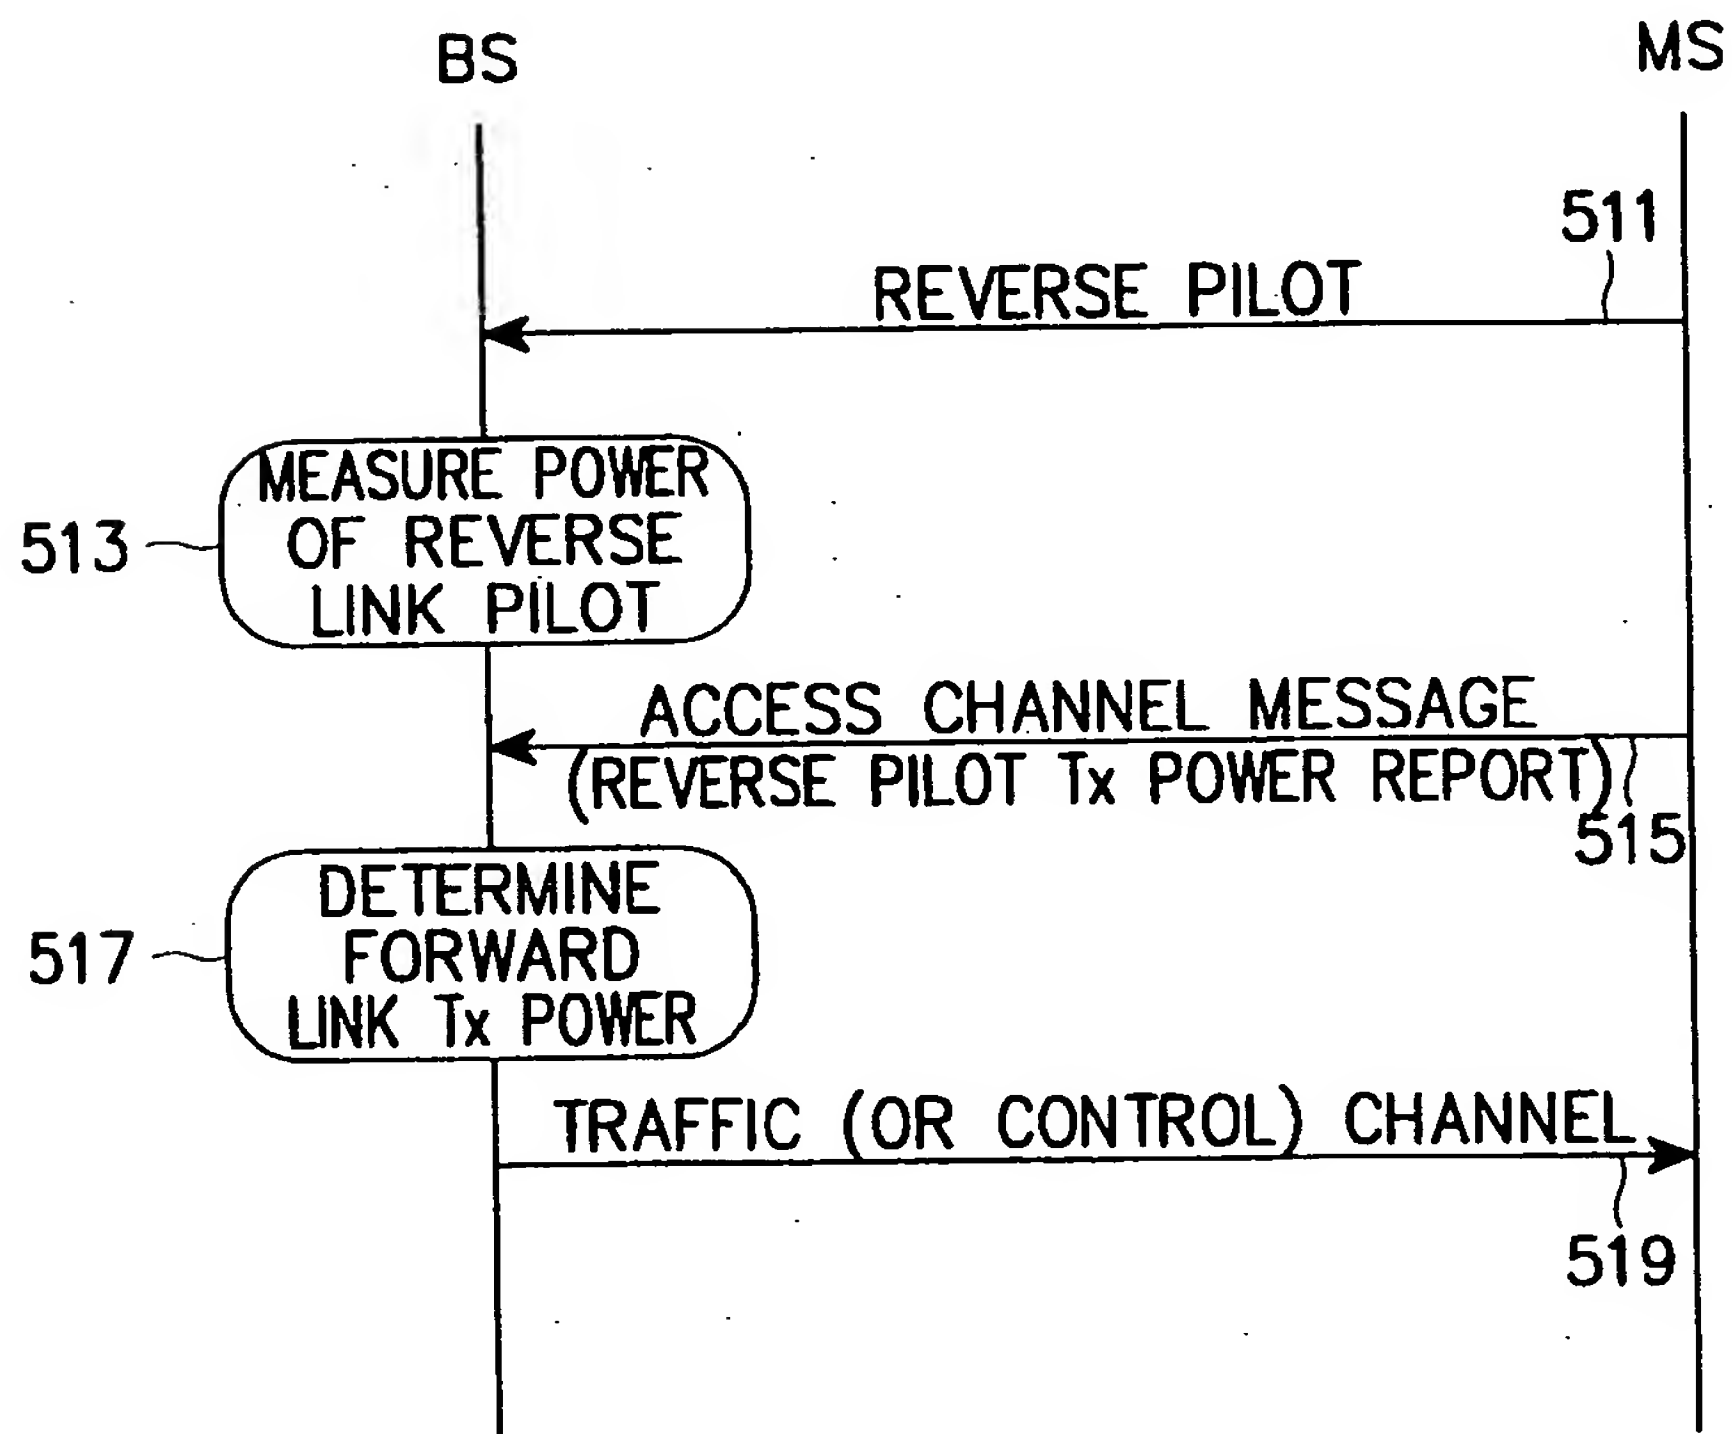 BS
MS
511
REVERSE PILOT
MEASURE POWER
OF REVERSE
LINK PILOT
513
ACCESS CHANNEL MESSAGE
(REVERSE PILOT Tx POWER REPORT)
515
DETERMINE
FORWARD
LINK Tx POWER
517
TRAFFIC (OR CONTROL) CHANNEL
519